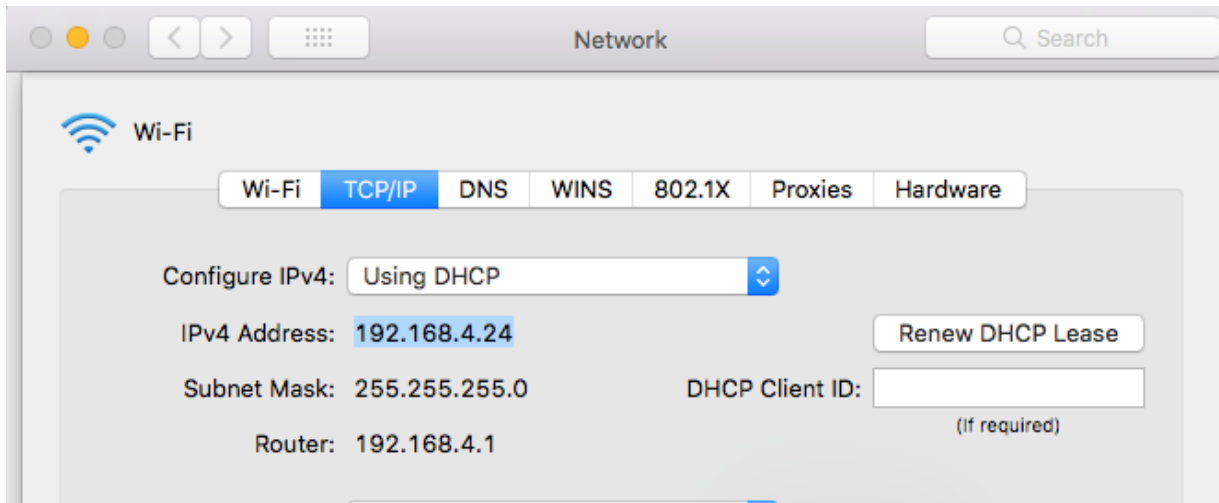 Network
Search
Wi-Fi
Wi-Fi TCP/IP DNS WINS 802.1X Proxies Hardware
Configure IPv4: Using DHCP
IPv4 Address: 192.168.4.24 Renew DHCP Lease
Subnet Mask: 255.255.255.0 DHCP Client ID:
(If required)
Router: 192.168.4.1